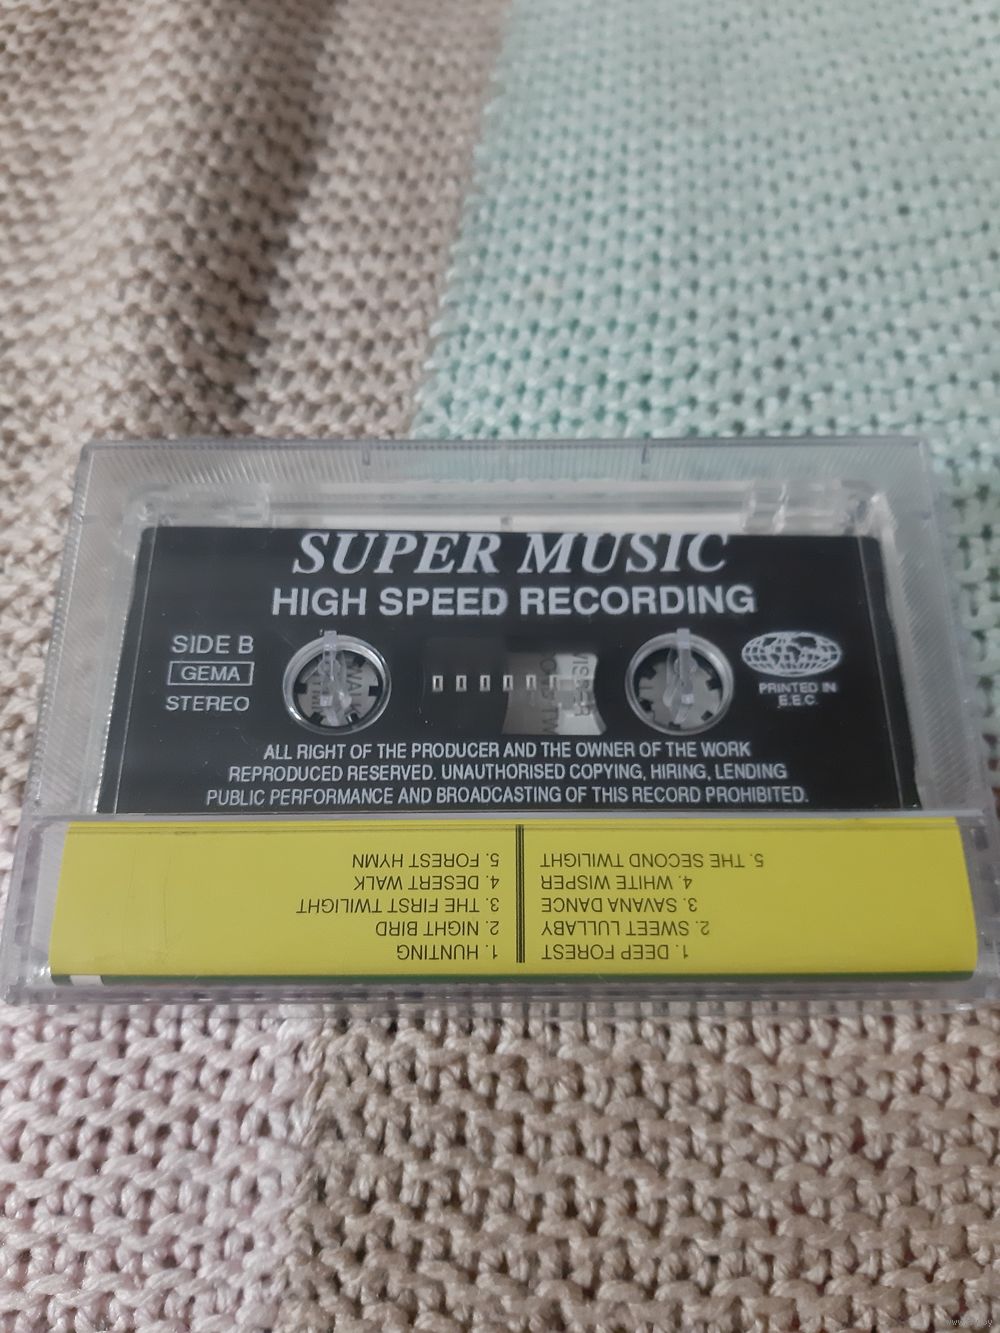 SUPER MUSIC
HIGH SPEED RECORDING
SIDE B
GEMA
STEREO
PRINTED IN
E.E.C.
ALL RIGHT OF THE PRODUCER AND THE OWNER OF THE WORK
REPRODUCED RESERVED. UNAUTHORISED COPYING, HIRING, LENDING
PUBLIC PERFORMANCE AND BROADCASTING OF THIS RECORD PROHIBITED.
1. DEEP FOREST
2. SWEET LULLABY
3. SAVANA DANCE
4. WHITE WISPER
5. THE SECOND TWILIGHT
1. HUNTING
2. NIGHT BIRD
3. THE FIRST TWILIGHT
4. DESERT WALK
5. FOREST HYMN